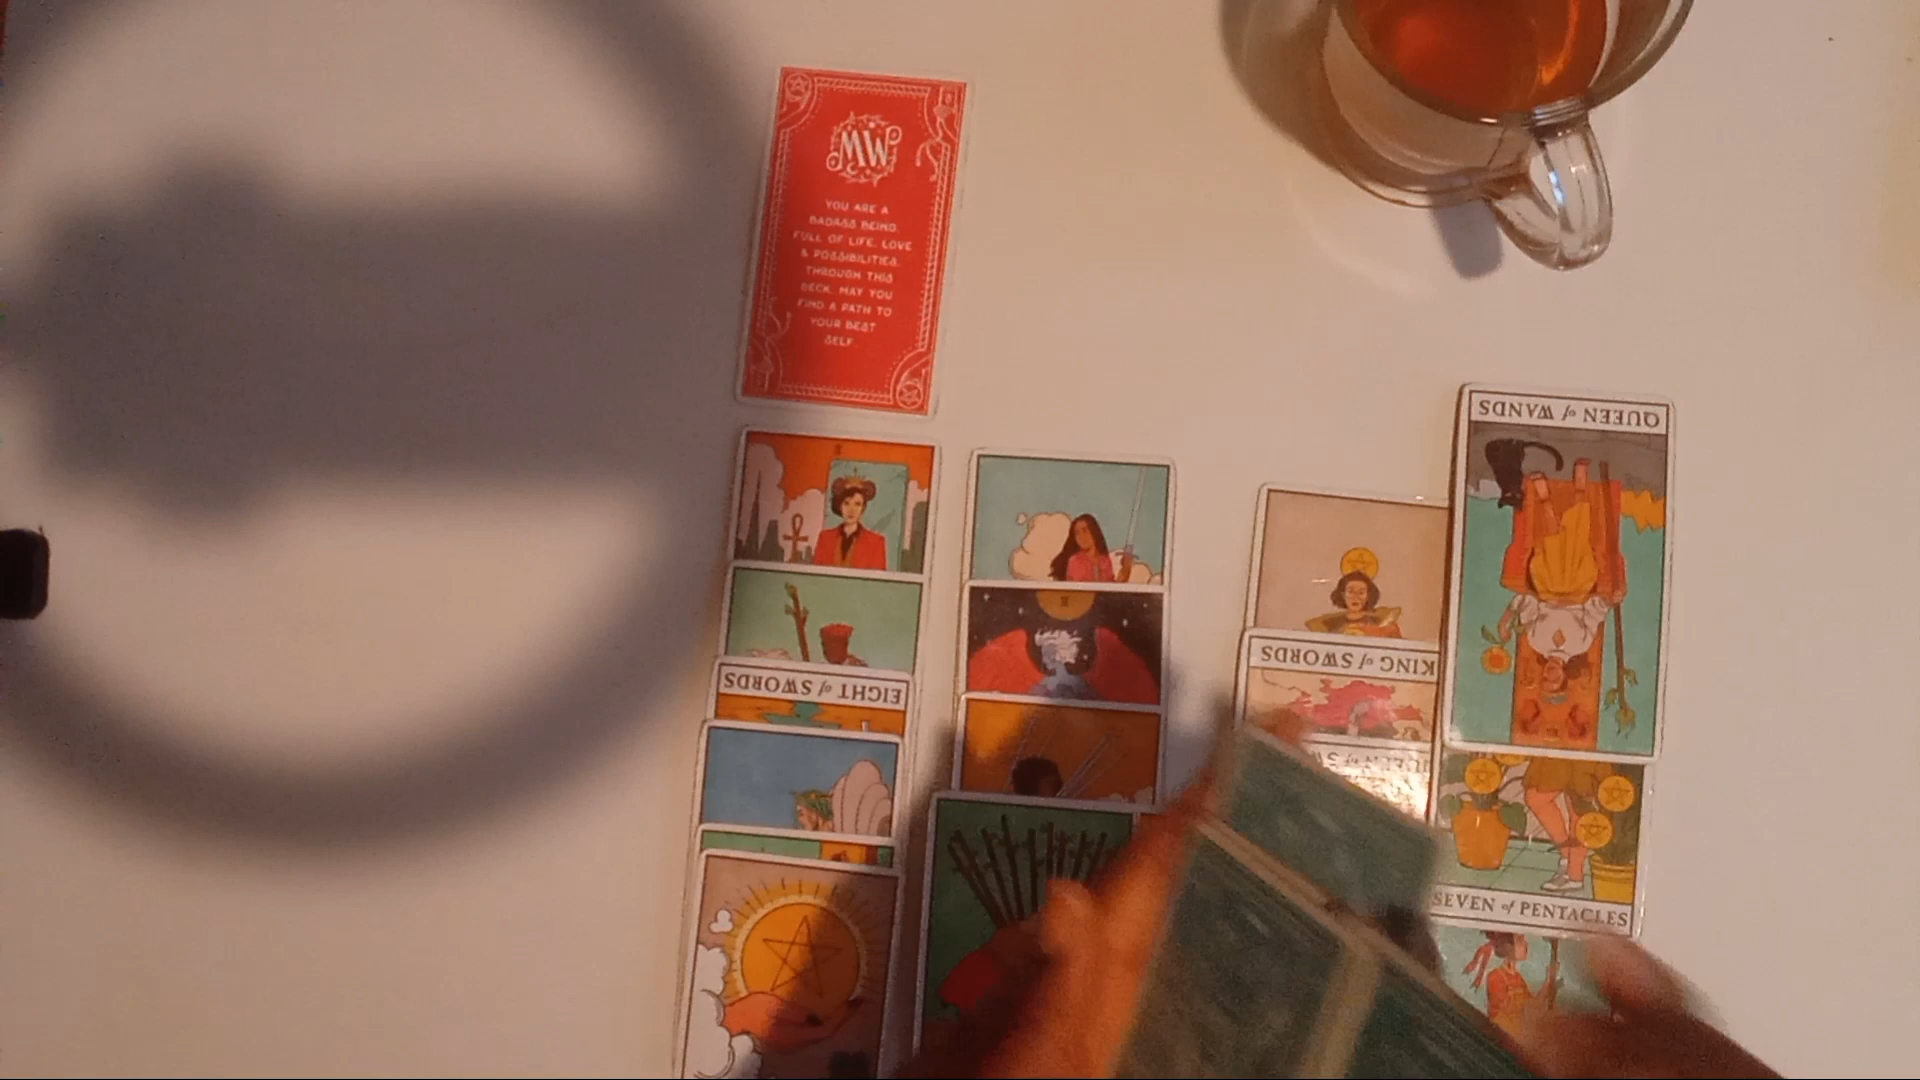 MW
YOU ARE A
BADASS BEING
FULL OF LIFE, LOVE
& POSSIBILITIES.
THROUGH THIS
DECK, MAY YOU
FIND A PATH TO
YOUR BEST
SELF.
EIGHT of SWORDS
KING of SWORDS
QUEEN of WANDS
SEVEN of PENTACLES